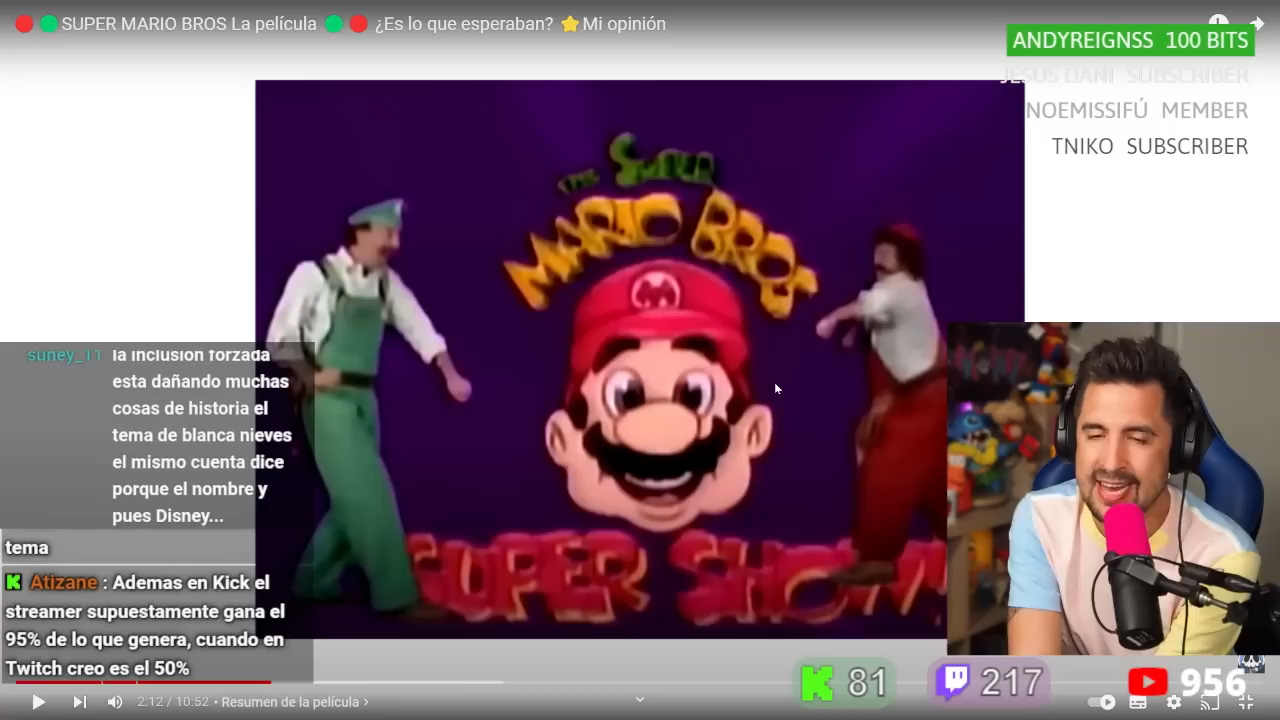 SUPER MARIO BROS La película ¿Es lo que esperaban? Mi opinión
ANDYREIGNSS 100 BITS
JESUS DANI SUBSCRIBER
NOEMISSIFÚ MEMBER
TNIKO SUBSCRIBER
THE SUPER
MARIO BROS
M
SUPER SHOW!
suney_11 la inclusion forzada
esta dañando muchas
cosas de historia el
tema de blanca nieves
el mismo cuenta dice
porque el nombre y
pues Disney...
tema
K Atizane : Ademas en Kick el
streamer supuestamente gana el
95% de lo que genera, cuando en
Twitch creo es el 50%
K 81
217
956
2:12 / 10:52 • Resumen de la película >